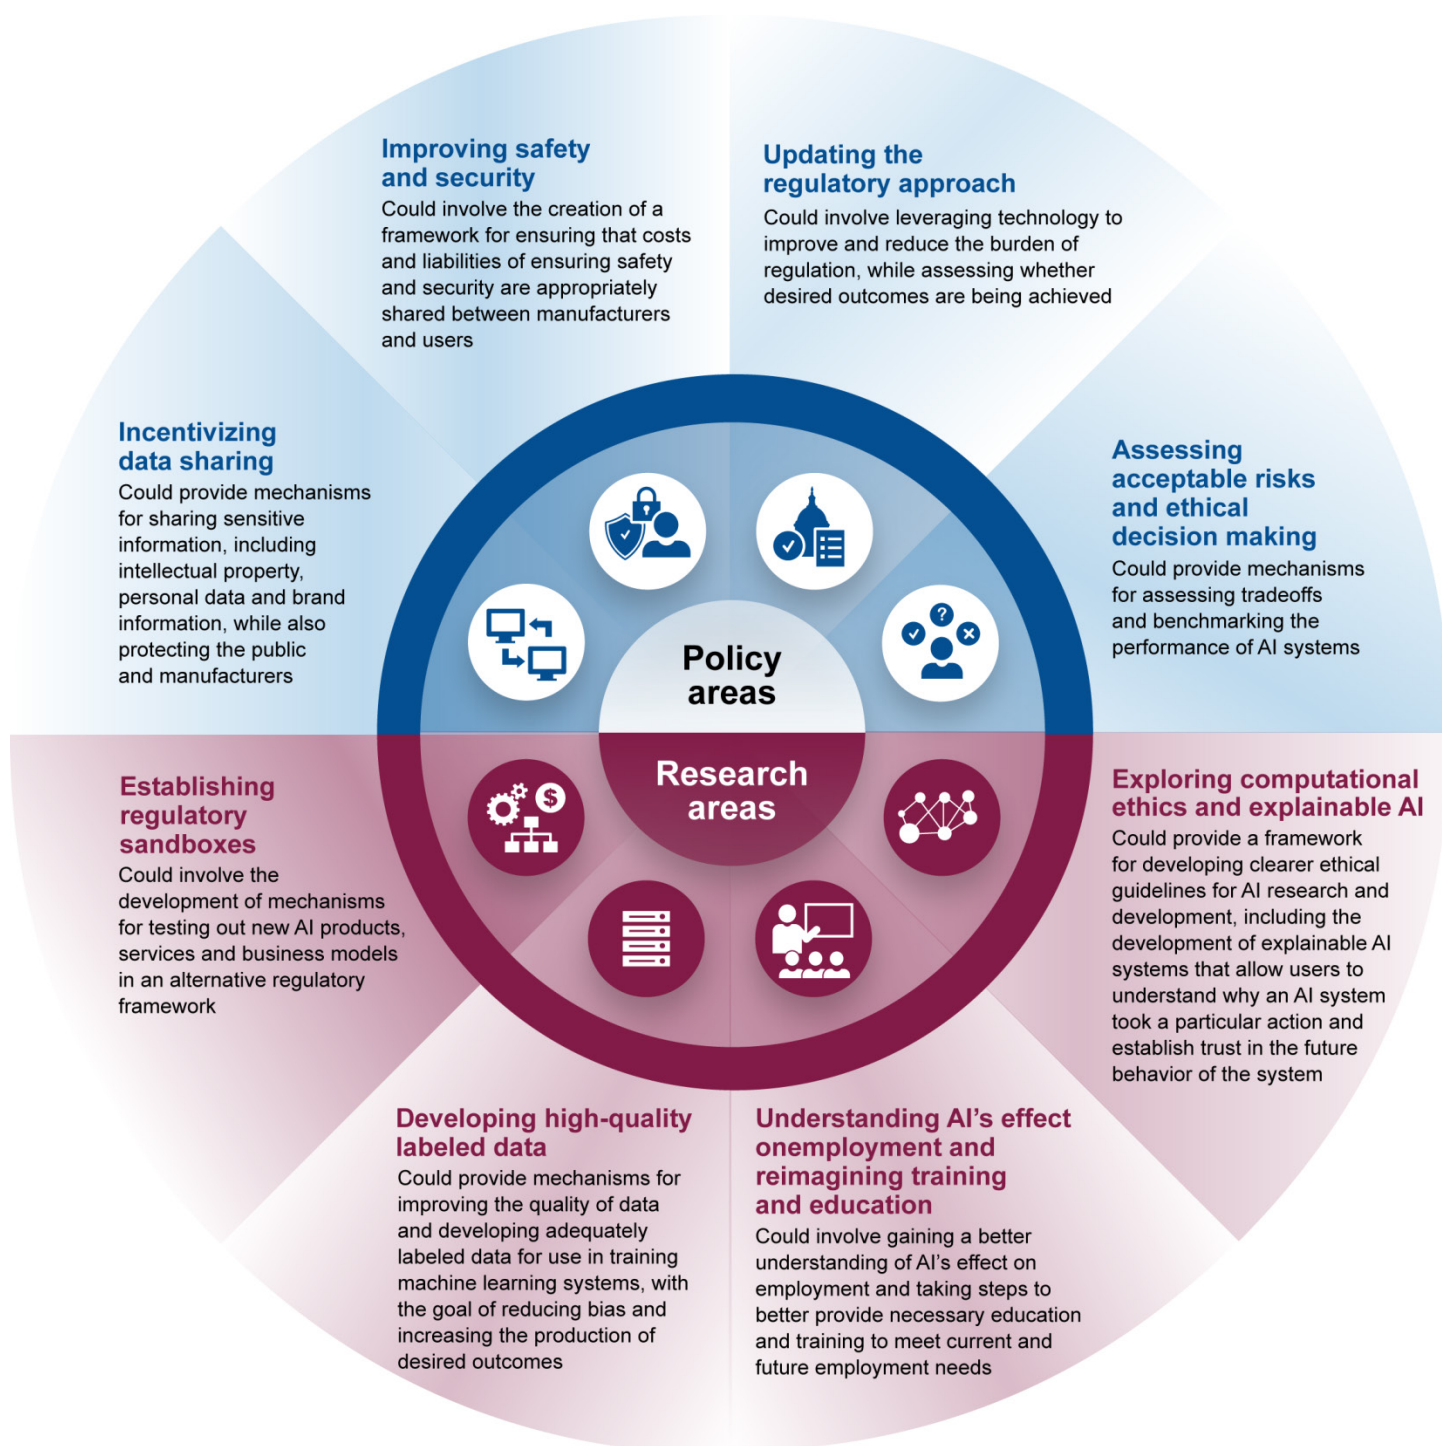 Improving safety
and security
Could involve the creation of a
framework for ensuring that costs
and liabilities of ensuring safety
and security are appropriately
shared between manufacturers
and users
Updating the
regulatory approach
Could involve leveraging technology to
improve and reduce the burden of
regulation, while assessing whether
desired outcomes are being achieved
Incentivizing
data sharing
Could provide mechanisms
for sharing sensitive
information, including
intellectual property,
personal data and brand
information, while also
protecting the public
and manufacturers
Assessing
acceptable risks
and ethical
decision making
Could provide mechanisms
for assessing tradeoffs
and benchmarking the
performance of AI systems
?
Policy
areas
Research
areas
$
Establishing
regulatory
sandboxes
Could involve the
development of mechanisms
for testing out new AI products,
services and business models
in an alternative regulatory
framework
Exploring computational
ethics and explainable AI
Could provide a framework
for developing clearer ethical
guidelines for AI research and
development, including the
development of explainable AI
systems that allow users to
understand why an AI system
took a particular action and
establish trust in the future
behavior of the system
Developing high-quality
labeled data
Could provide mechanisms for
improving the quality of data
and developing adequately
labeled data for use in training
machine learning systems, with
the goal of reducing bias and
increasing the production of
desired outcomes
Understanding AI's effect
onemployment and
reimagining training
and education
Could involve gaining a better
understanding of AI's effect on
employment and taking steps to
better provide necessary education
and training to meet current and
future employment needs